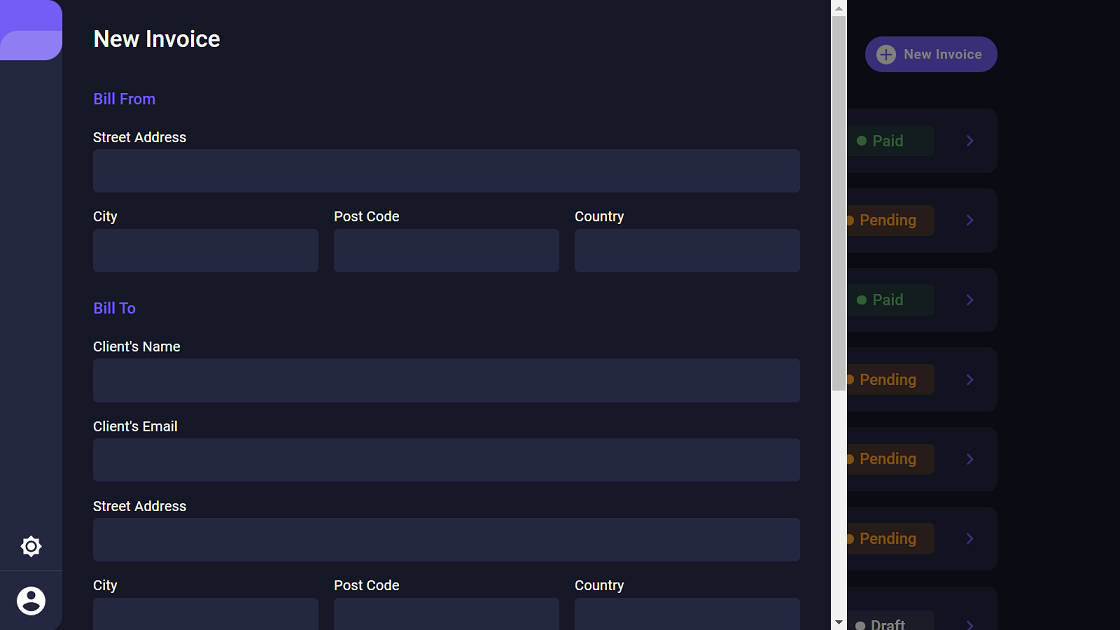 New Invoice
New Invoice
Bill From
Street Address
Paid
City Post Code Country
Pending
Bill To
Paid
Client's Name
Pending
Client's Email
Pending
Street Address
Pending
City Post Code Country
Draft